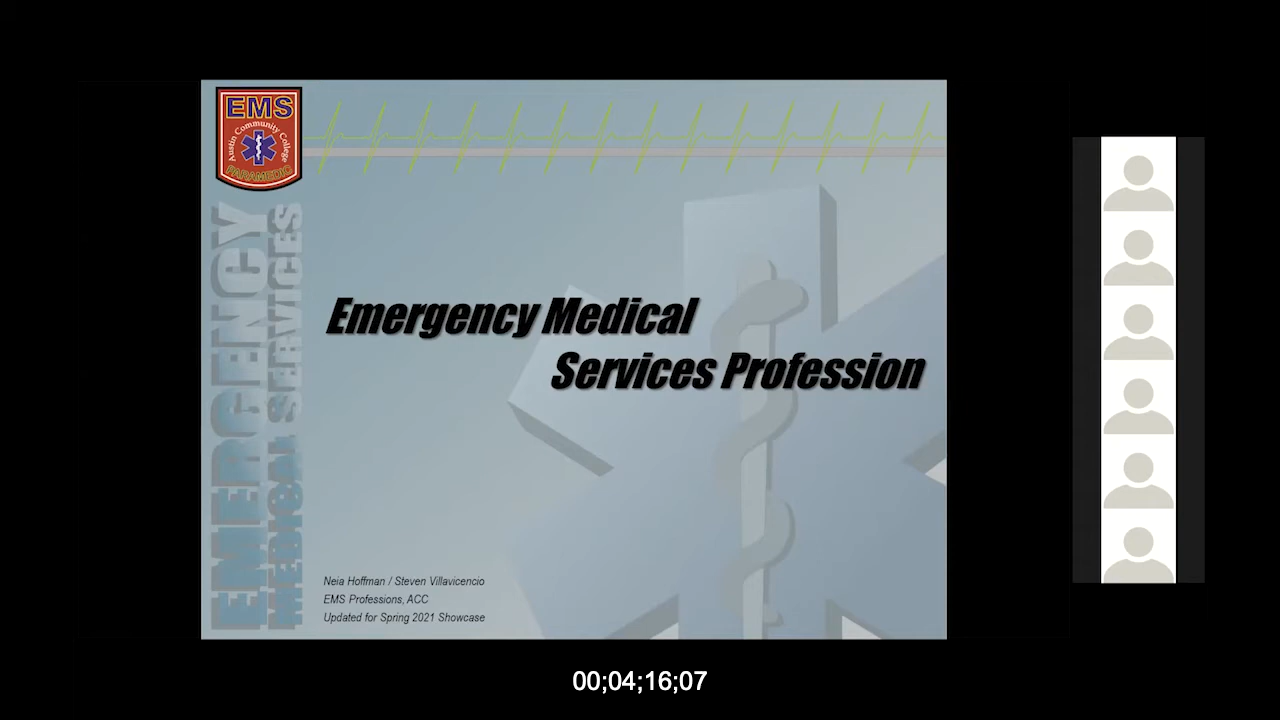 EMS
Austin Community College
PARAMEDIC
EMERGENCY
MEDICAL SERVICES
Emergency Medical
Services Profession
Neia Hoffman / Steven Villavicencio
EMS Professions, ACC
Updated for Spring 2021 Showcase
00;04;16;07